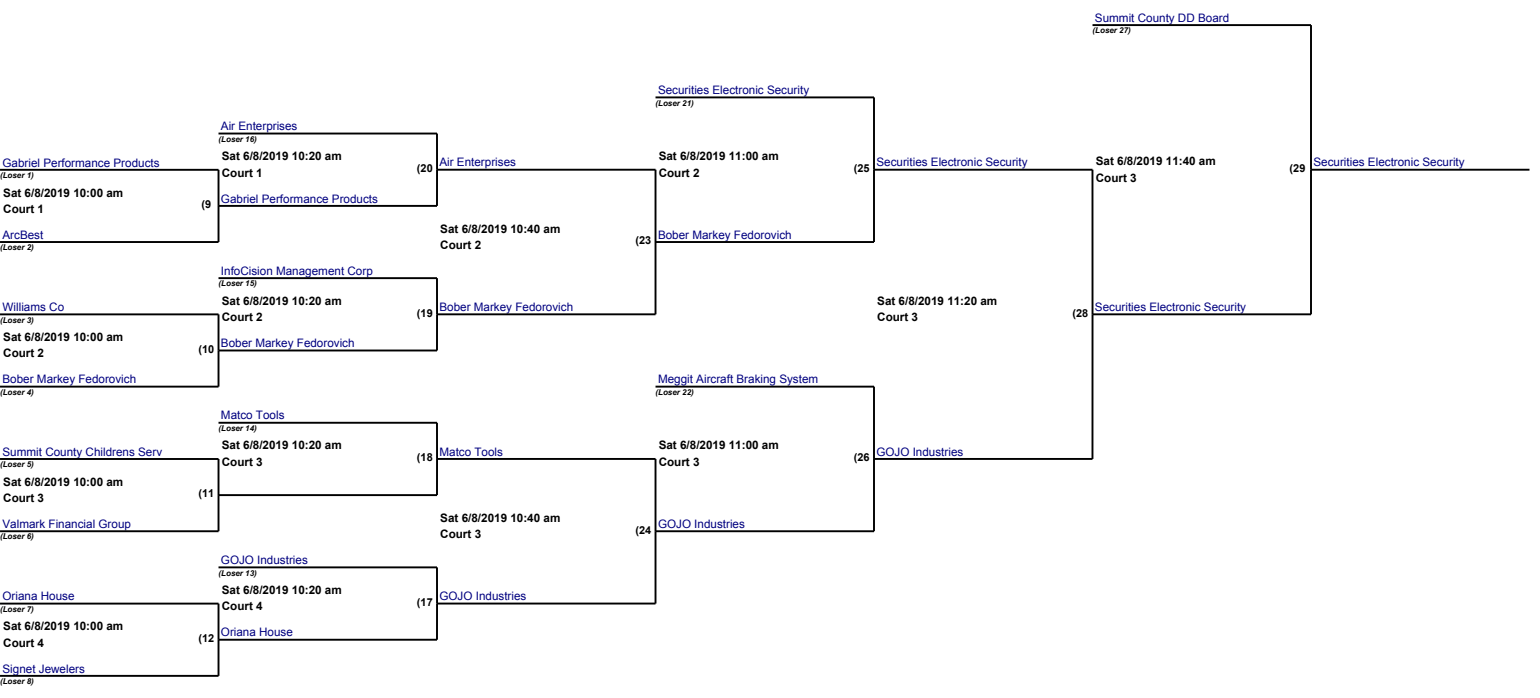 Summit County DD Board
(Loser 27)
Securities Electronic Security
(Loser 21)
Air Enterprises
(Loser 16)
Gabriel Performance Products
(Loser 1)
Sat 6/8/2019 10:20 am
Court 1
(20
Air Enterprises
Sat 6/8/2019 11:00 am
Court 2
(25
Securities Electronic Security
Sat 6/8/2019 11:40 am
Court 3
(29
Securities Electronic Security
Sat 6/8/2019 10:00 am
Court 1
(9
Gabriel Performance Products
ArcBest
(Loser 2)
Sat 6/8/2019 10:40 am
Court 2
(23
Bober Markey Fedorovich
InfoCision Management Corp
(Loser 15)
Williams Co
(Loser 3)
Sat 6/8/2019 10:20 am
Court 2
(19
Bober Markey Fedorovich
Sat 6/8/2019 11:20 am
Court 3
(28
Securities Electronic Security
Sat 6/8/2019 10:00 am
Court 2
(10
Bober Markey Fedorovich
Bober Markey Fedorovich
(Loser 4)
Meggit Aircraft Braking System
(Loser 22)
Matco Tools
(Loser 14)
Summit County Childrens Serv
(Loser 5)
Sat 6/8/2019 10:20 am
Court 3
(18
Matco Tools
Sat 6/8/2019 11:00 am
Court 3
(26
GOJO Industries
Sat 6/8/2019 10:00 am
Court 3
(11
Valmark Financial Group
(Loser 6)
Sat 6/8/2019 10:40 am
Court 3
(24
GOJO Industries
GOJO Industries
(Loser 13)
Oriana House
(Loser 7)
Sat 6/8/2019 10:20 am
Court 4
(17
GOJO Industries
Sat 6/8/2019 10:00 am
Court 4
(12
Oriana House
Signet Jewelers
(Loser 8)